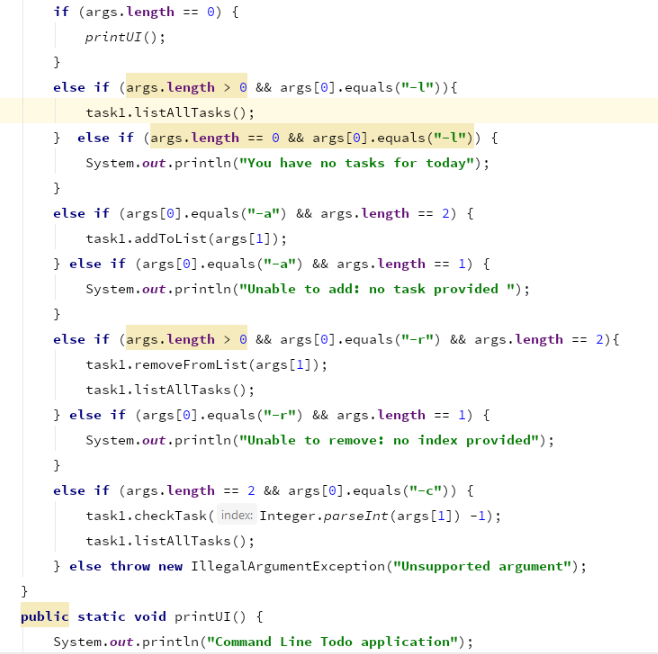 if (args.length == 0) {
printUI();
}
else if (args.length > 0 && args[0].equals("-l")){
task1.listAllTasks();
}  else if (args.length == 0 && args[0].equals("-l")) {
System.out.println("You have no tasks for today");
}
else if (args[0].equals("-a") && args.length == 2) {
task1.addToList(args[1]);
} else if (args[0].equals("-a") && args.length == 1) {
System.out.println("Unable to add: no task provided ");
}
else if (args.length > 0 && args[0].equals("-r") && args.length == 2){
task1.removeFromList(args[1]);
task1.listAllTasks();
} else if (args[0].equals("-r") && args.length == 1) {
System.out.println("Unable to remove: no index provided");
}
else if (args.length == 2 && args[0].equals("-c")) {
task1.checkTask( index: Integer.parseInt(args[1]) -1);
task1.listAllTasks();
} else throw new IllegalArgumentException("Unsupported argument");
}
public static void printUI() {
System.out.println("Command Line Todo application");